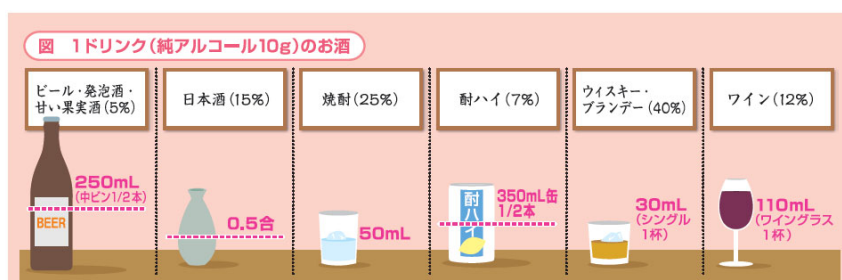 図 1ドリンク(純アルコール10g)のお酒
ビール・発泡酒・
甘い果実酒(5%)
日本酒(15%)
焼酎(25%)
酎ハイ(7%)
ウィスキー・
ブランデー(40%)
ワイン(12%)
250mL
(中ビン1/2本)
BEER
0.5合
50mL
酎ハイ
350mL缶
1/2本
30mL
(シングル
1杯)
110mL
(ワイングラス
1杯)